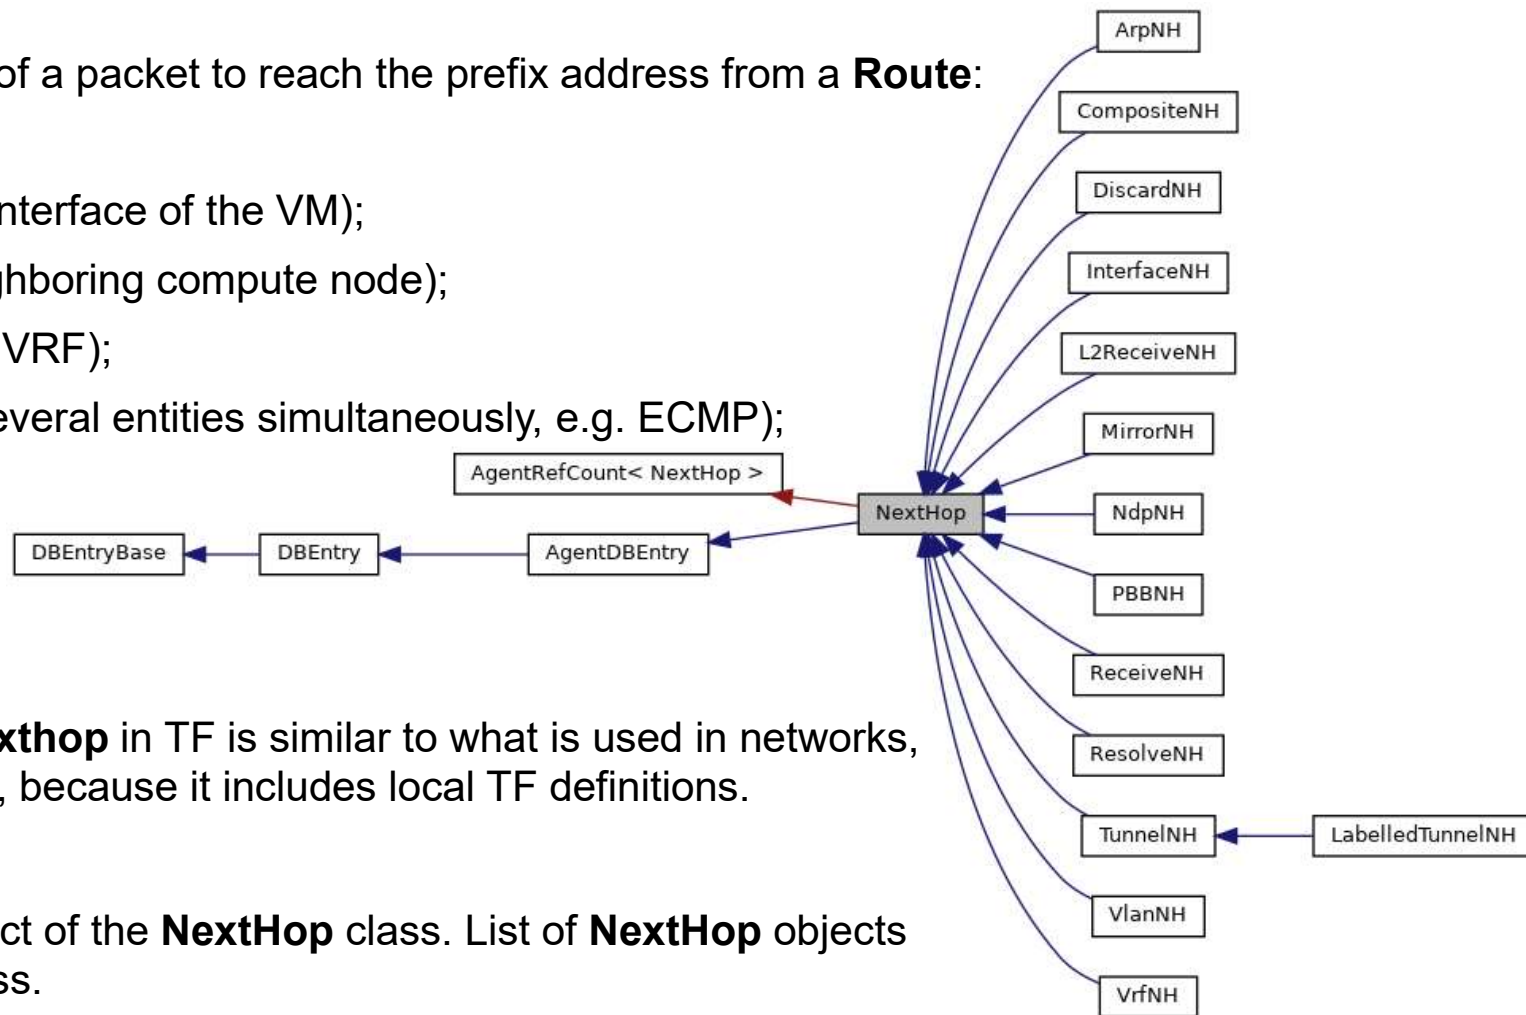 of a packet to reach the prefix address from a Route:
nterface of the VM);
ghboring compute node);
VRF);
everal entities simultaneously, e.g. ECMP);
xthop in TF is similar to what is used in networks,
, because it includes local TF definitions.
ct of the NextHop class. List of NextHop objects
ss.
AgentRefCount< NextHop >
DBEntryBase
DBEntry
AgentDBEntry
NextHop
ArpNH
CompositeNH
DiscardNH
InterfaceNH
L2ReceiveNH
MirrorNH
NdpNH
PBBNH
ReceiveNH
ResolveNH
TunnelNH
LabelledTunnelNH
VlanNH
VrfNH